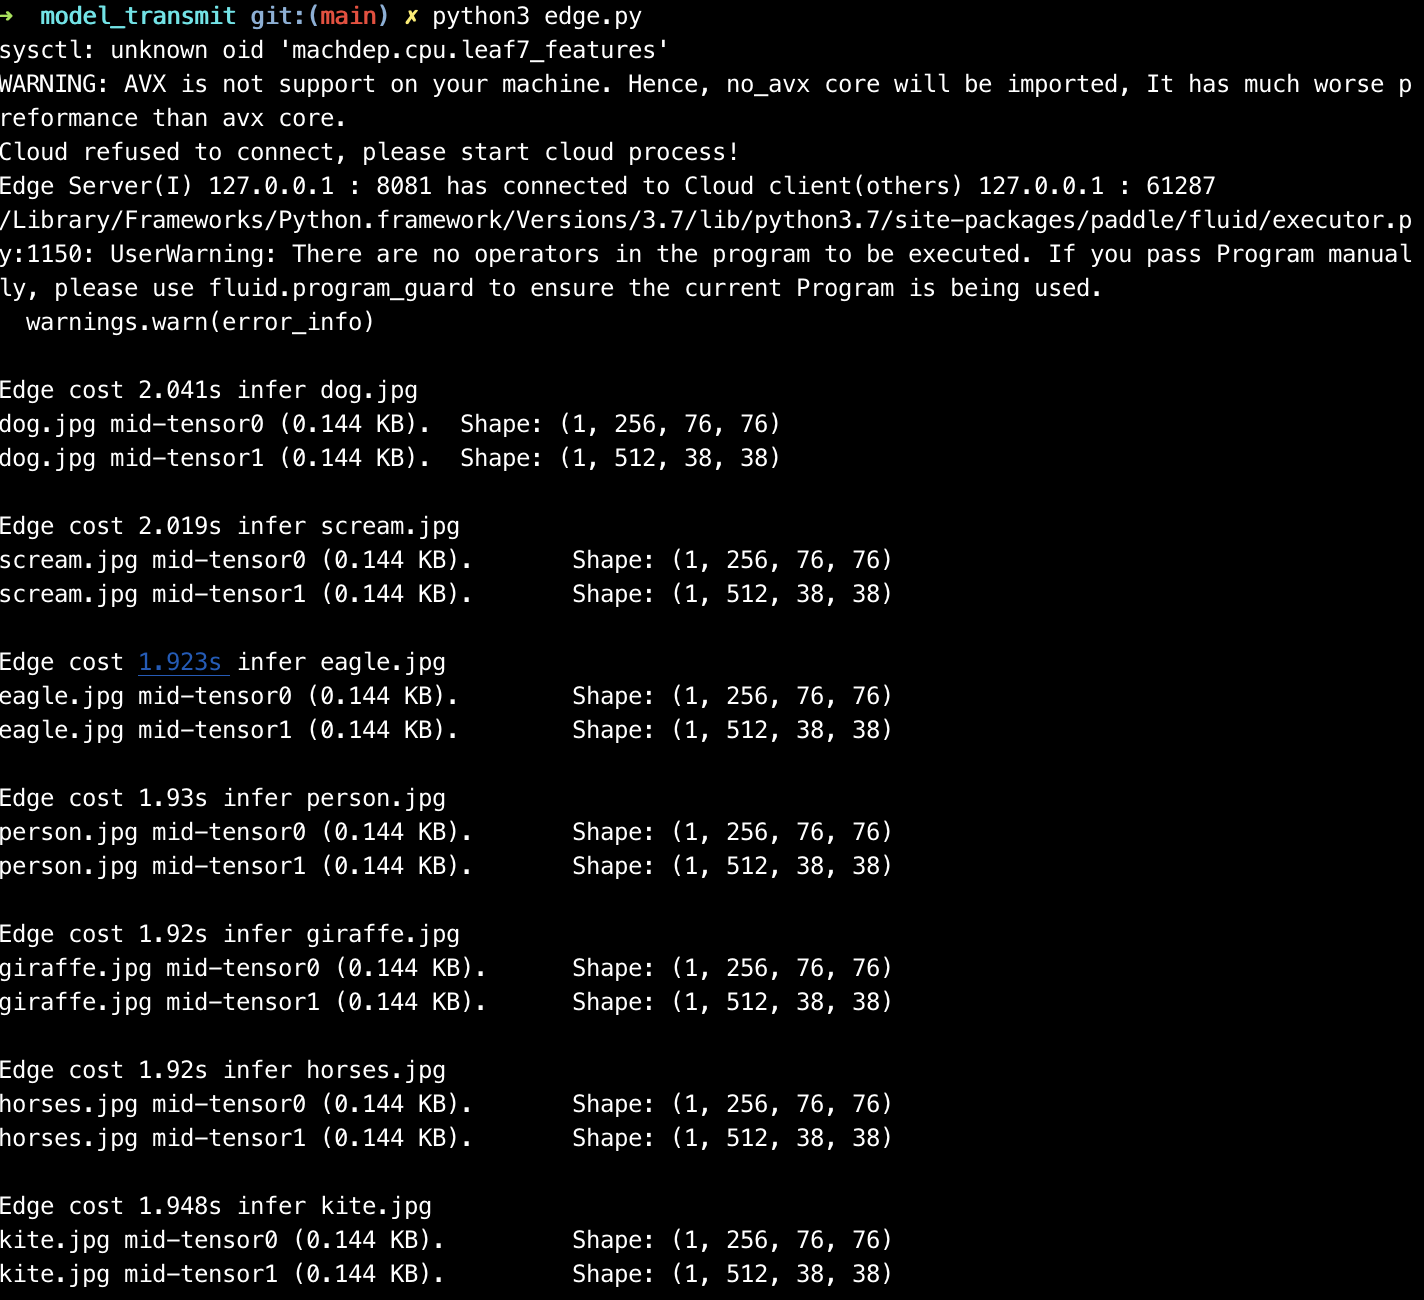 →  model_transmit git:(main) ✗ python3 edge.py
sysctl: unknown oid 'machdep.cpu.leaf7_features'
WARNING: AVX is not support on your machine. Hence, no_avx core will be imported, It has much worse p
reformance than avx core.
Cloud refused to connect, please start cloud process!
Edge Server(I) 127.0.0.1 : 8081 has connected to Cloud client(others) 127.0.0.1 : 61287
/Library/Frameworks/Python.framework/Versions/3.7/lib/python3.7/site-packages/paddle/fluid/executor.p
y:1150: UserWarning: There are no operators in the program to be executed. If you pass Program manual
ly, please use fluid.program_guard to ensure the current Program is being used.
  warnings.warn(error_info)

Edge cost 2.041s infer dog.jpg
dog.jpg mid-tensor0 (0.144 KB).  Shape: (1, 256, 76, 76)
dog.jpg mid-tensor1 (0.144 KB).  Shape: (1, 512, 38, 38)

Edge cost 2.019s infer scream.jpg
scream.jpg mid-tensor0 (0.144 KB).       Shape: (1, 256, 76, 76)
scream.jpg mid-tensor1 (0.144 KB).       Shape: (1, 512, 38, 38)

Edge cost 1.923s infer eagle.jpg
eagle.jpg mid-tensor0 (0.144 KB).        Shape: (1, 256, 76, 76)
eagle.jpg mid-tensor1 (0.144 KB).        Shape: (1, 512, 38, 38)

Edge cost 1.93s infer person.jpg
person.jpg mid-tensor0 (0.144 KB).       Shape: (1, 256, 76, 76)
person.jpg mid-tensor1 (0.144 KB).       Shape: (1, 512, 38, 38)

Edge cost 1.92s infer giraffe.jpg
giraffe.jpg mid-tensor0 (0.144 KB).      Shape: (1, 256, 76, 76)
giraffe.jpg mid-tensor1 (0.144 KB).      Shape: (1, 512, 38, 38)

Edge cost 1.92s infer horses.jpg
horses.jpg mid-tensor0 (0.144 KB).       Shape: (1, 256, 76, 76)
horses.jpg mid-tensor1 (0.144 KB).       Shape: (1, 512, 38, 38)

Edge cost 1.948s infer kite.jpg
kite.jpg mid-tensor0 (0.144 KB).         Shape: (1, 256, 76, 76)
kite.jpg mid-tensor1 (0.144 KB).         Shape: (1, 512, 38, 38)